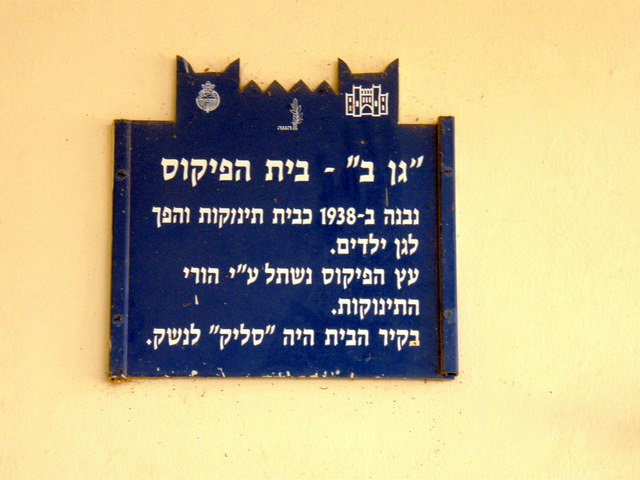 "גן ב" - בית הפיקוס
נבנה ב-1938 כבית תינוקות והפך
לגן ילדים.
עץ הפיקוס נשתל ע"י הורי
התינוקות.
בקיר הבית היה "סליק" לנשק.